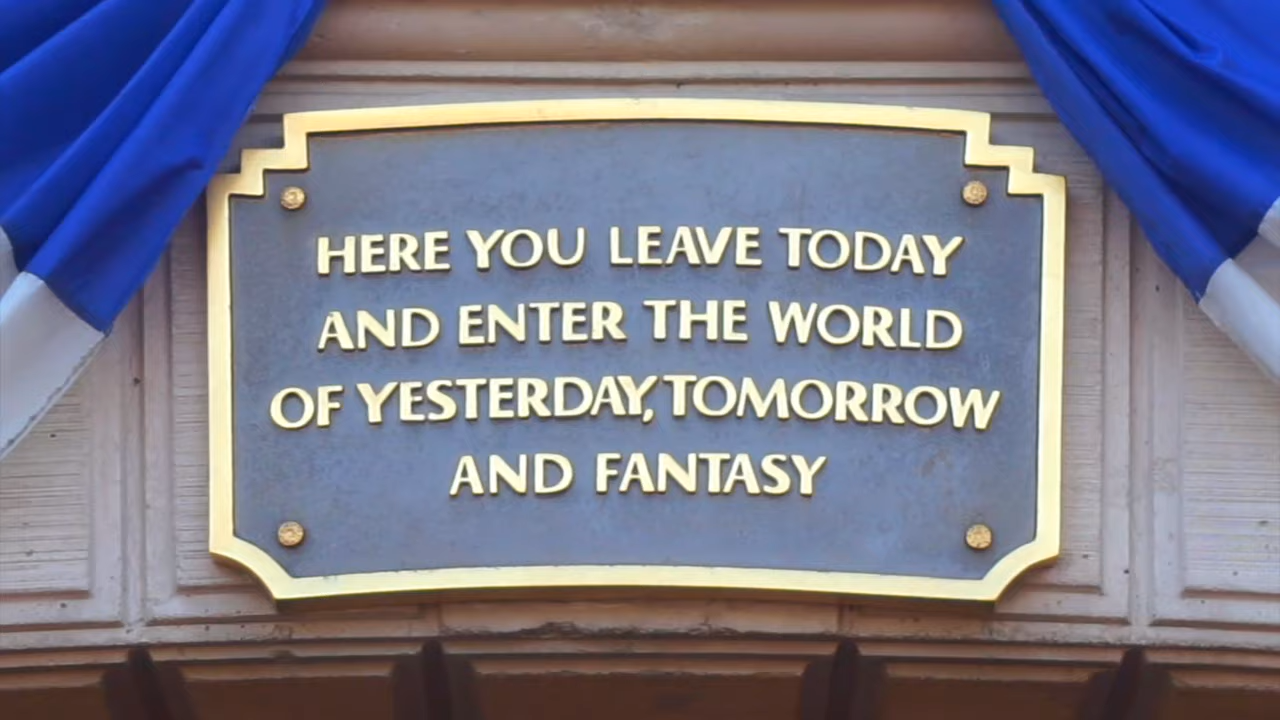 HERE YOU LEAVE TODAY
AND ENTER THE WORLD
OF YESTERDAY, TOMORROW
AND FANTASY